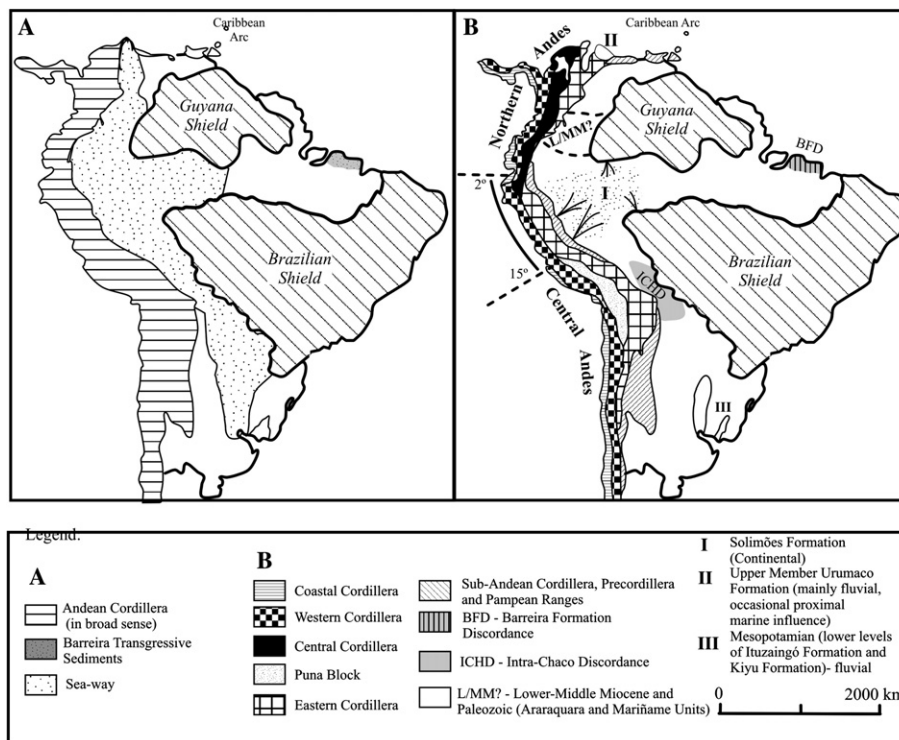 A
Caribbean
Arc
Guyana
Shield
Brazilian
Shield
B
Caribbean Arc
II
Andes
Northern
L/MM?
Guyana
Shield
BFD
2º
I
15º
ICHD
Brazilian
Shield
Central
Andes
III
Legend:
A
Andean Cordillera
(in broad sense)
Barreira Transgressive
Sediments
Sea-way
B
Coastal Cordillera
Western Cordillera
Central Cordillera
Puna Block
Eastern Cordillera
Sub-Andean Cordillera, Precordillera
and Pampean Ranges
BFD - Barreira Formation
Discordance
ICHD - Intra-Chaco Discordance
L/MM? - Lower-Middle Miocene and
Paleozoic (Araraquara and Mariñame Units)
I Solimões Formation
(Continental)
II Upper Member Urumaco
Formation (mainly fluvial,
occasional proximal
marine influence)
III Mesopotamian (lower levels
of Ituzaingó Formation and
Kiyu Formation)- fluvial
0 2000 km